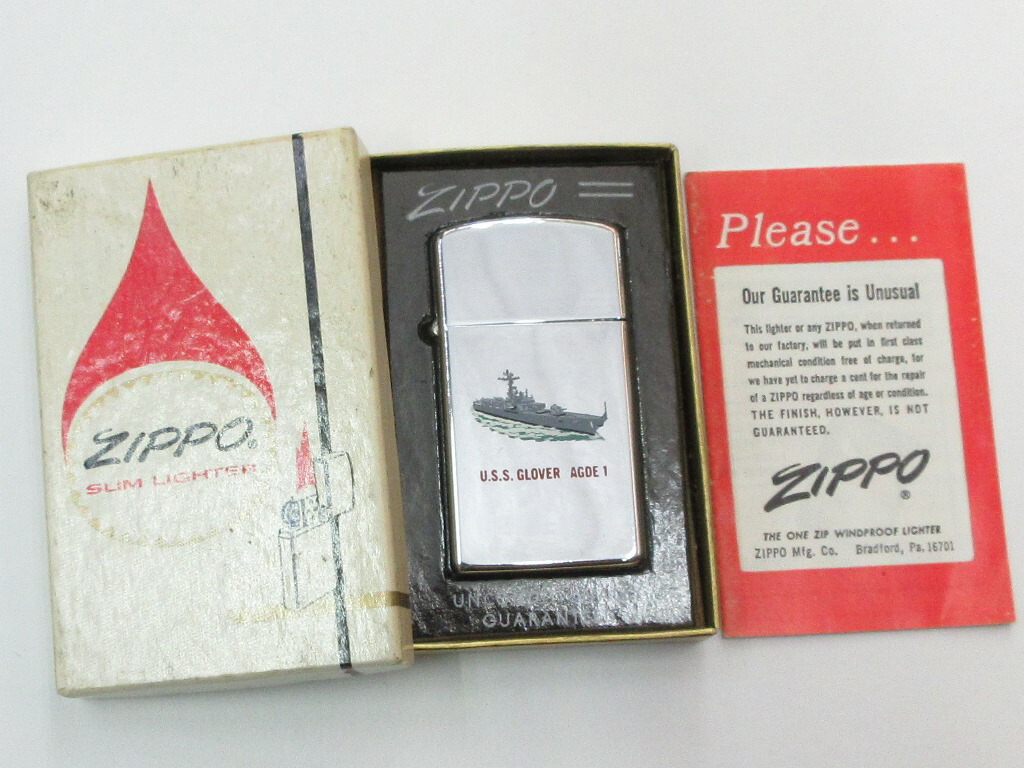 ZIPPO®
SLIM LIGHTER
ZIPPO
U.S.S. GLOVER AGDE 1
GUARANTEE
Please...
Our Guarantee is Unusual
This lighter or any ZIPPO, when returned
to our factory, will be put in first class
mechanical condition free of charge, for
we have yet to charge a cent for the repair
of a ZIPPO regardless of age or condition.
THE FINISH, HOWEVER, IS NOT
GUARANTEED.
ZIPPO®
THE ONE ZIP WINDPROOF LIGHTER
ZIPPO Mfg. Co. Bradford, Pa. 16701